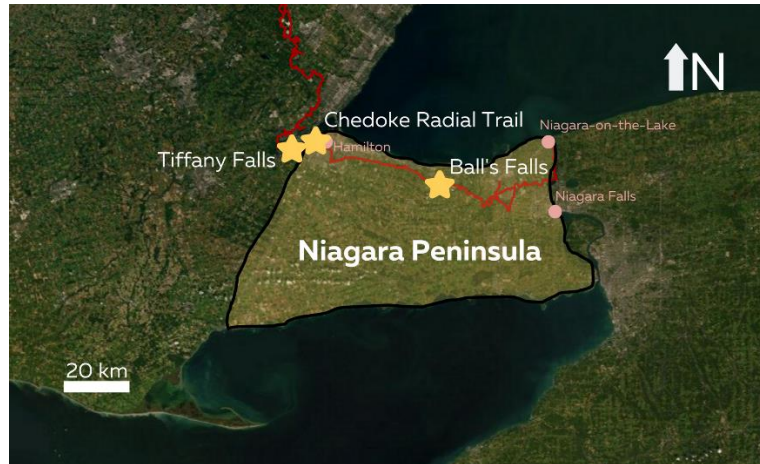 N
Chedoke Radial Trail
Niagara-on-the-Lake
Hamilton
Tiffany Falls
Ball's Falls
Niagara Falls
Niagara Peninsula
20 km